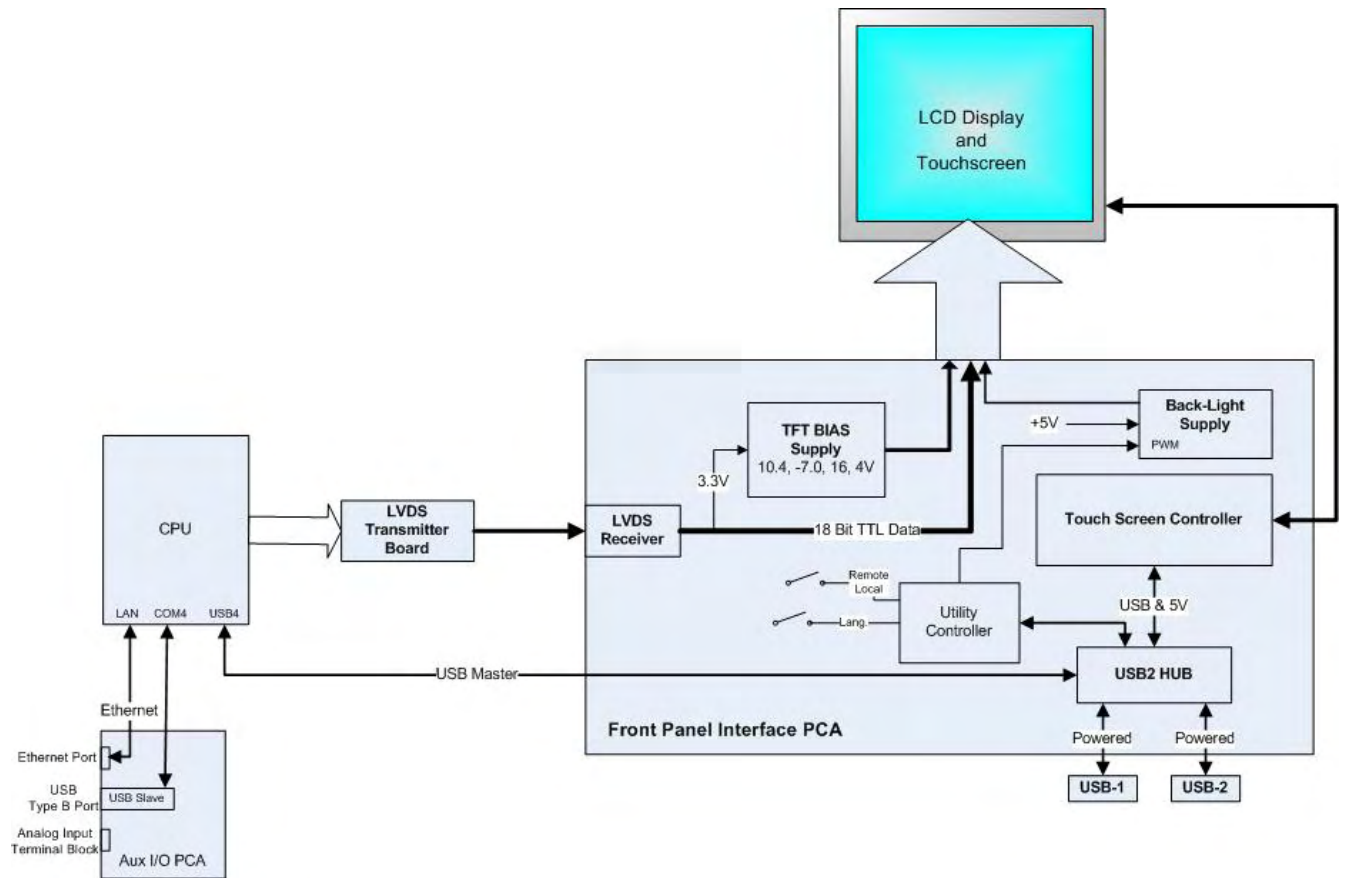 LCD Display
and
Touchscreen
Back-Light
Supply
+5V
PWM
TFT BIAS
Supply
10.4, -7.0, 16, 4V
3.3V
CPU
LVDS
Transmitter
Board
LVDS
Receiver
18 Bit TTL Data
Touch Screen Controller
Remote
Local
Lang.
Utility
Controller
USB & 5V
LAN COM4 USB4
USB Master
USB2 HUB
Ethernet
Front Panel Interface PCA
Powered
Powered
USB-1
USB-2
Ethernet Port
USB
Type B Port
USB Slave
Analog Input
Terminal Block
Aux I/O PCA